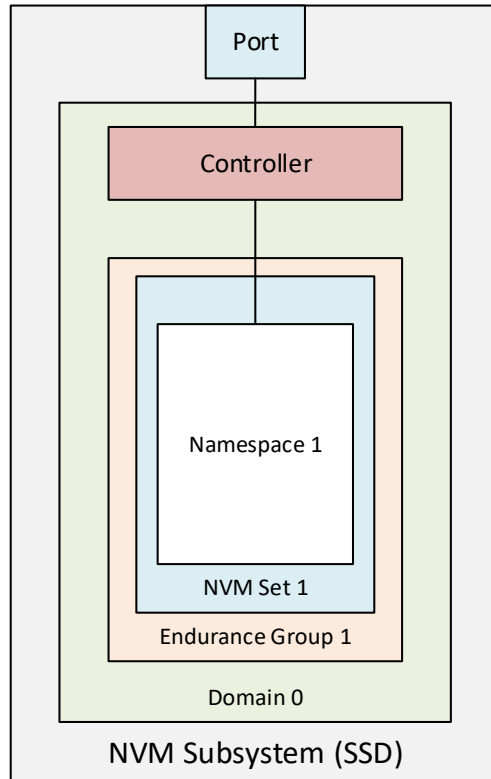 Port
Controller
Namespace 1
NVM Set 1
Endurance Group 1
Domain 0
NVM Subsystem (SSD)